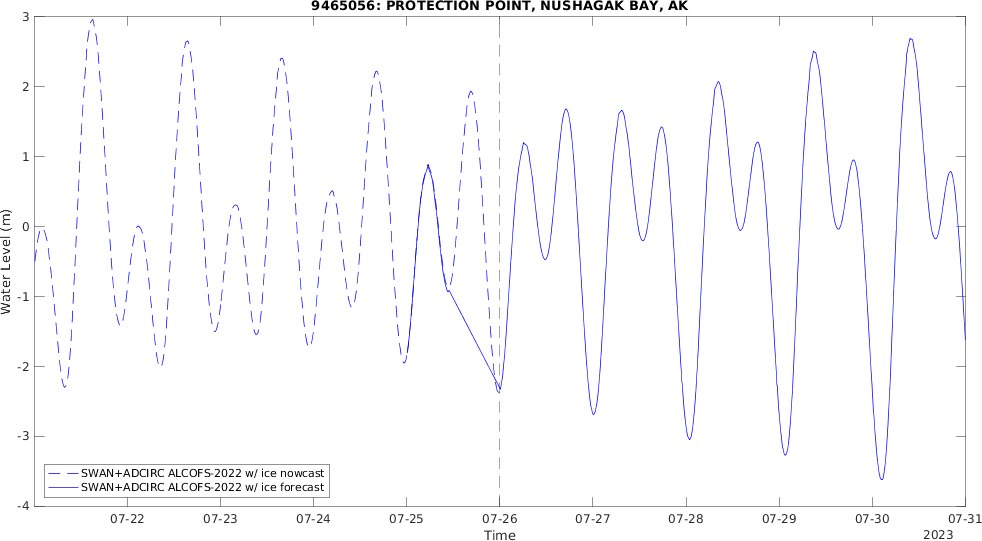 9465056: PROTECTION POINT, NUSHAGAK BAY, AK
Water Level (m)
3
2
1
0
-1
-2
-3
-4
SWAN+ADCIRC ALCOFS-2022 w/ ice nowcast
SWAN+ADCIRC ALCOFS-2022 w/ ice forecast
07-22 07-23 07-24 07-25 07-26 07-27 07-28 07-29 07-30 07-31
Time
2023